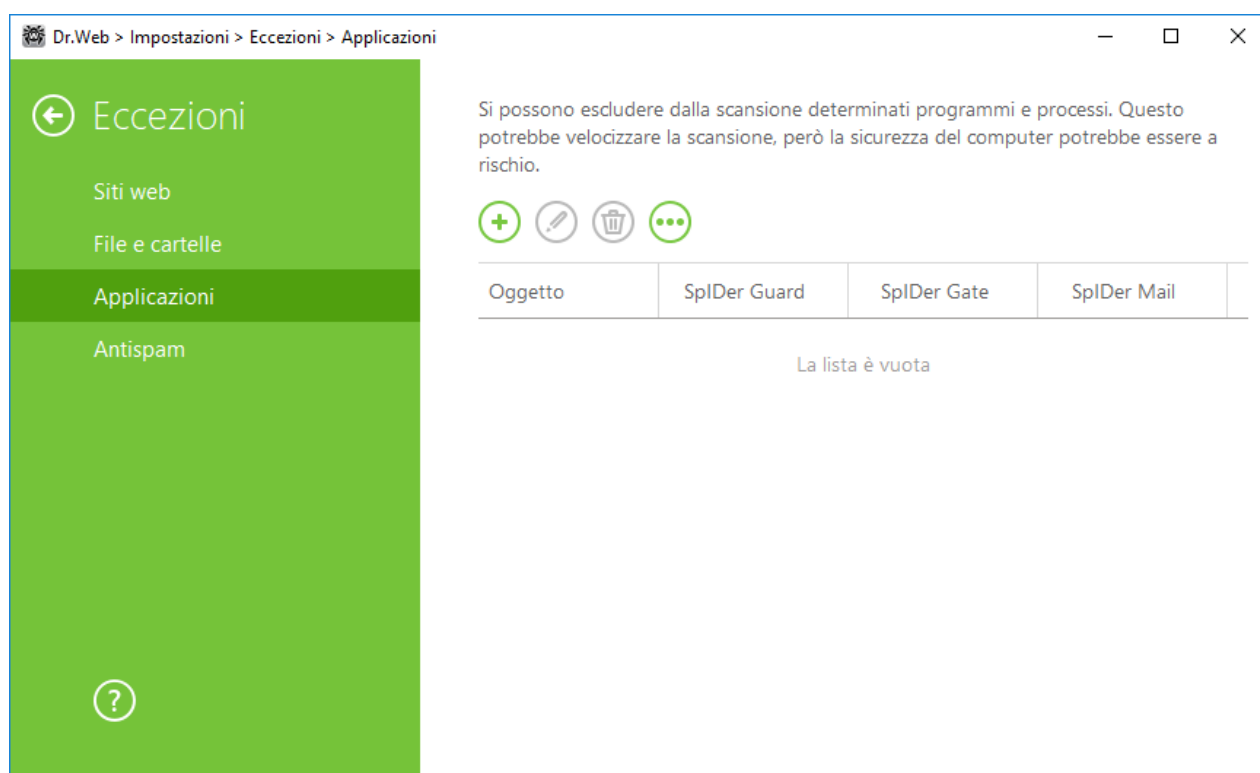 Dr.Web > Impostazioni > Eccezioni > Applicazioni
Eccezioni
Siti web
File e cartelle
Applicazioni
Antispam
?
Si possono escludere dalla scansione determinati programmi e processi. Questo
potrebbe velocizzare la scansione, però la sicurezza del computer potrebbe essere a
rischio.
Oggetto SpIDer Guard SpIDer Gate SpIDer Mail
La lista è vuota